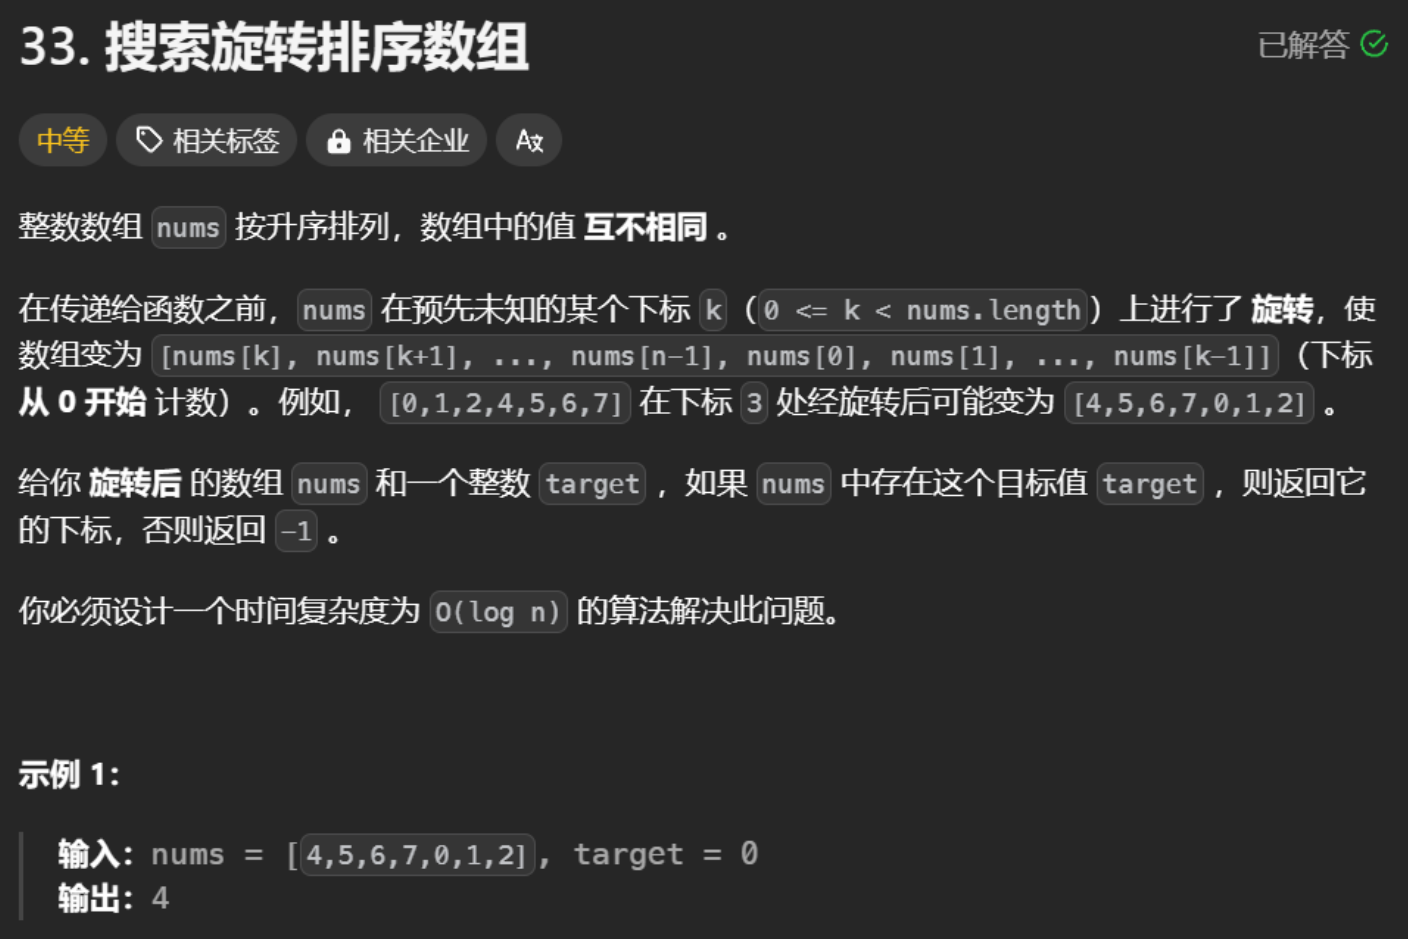 33. 搜索旋转排序数组
已解答
中等 相关标签 相关企业
整数数组 nums 按升序排列，数组中的值 互不相同 。
在传递给函数之前，nums 在预先未知的某个下标 k（0 <= k < nums.length）上进行了 旋转，使
数组变为 [nums[k], nums[k+1], ..., nums[n-1], nums[0], nums[1], ..., nums[k-1]]（下标
从 0 开始 计数）。例如， [0,1,2,4,5,6,7] 在下标 3 处经旋转后可能变为 [4,5,6,7,0,1,2] 。
给你 旋转后 的数组 nums 和一个整数 target ，如果 nums 中存在这个目标值 target ，则返回它
的下标，否则返回 -1 。
你必须设计一个时间复杂度为 O(log n) 的算法解决此问题。
示例 1：
输入：nums = [4,5,6,7,0,1,2], target = 0
输出：4